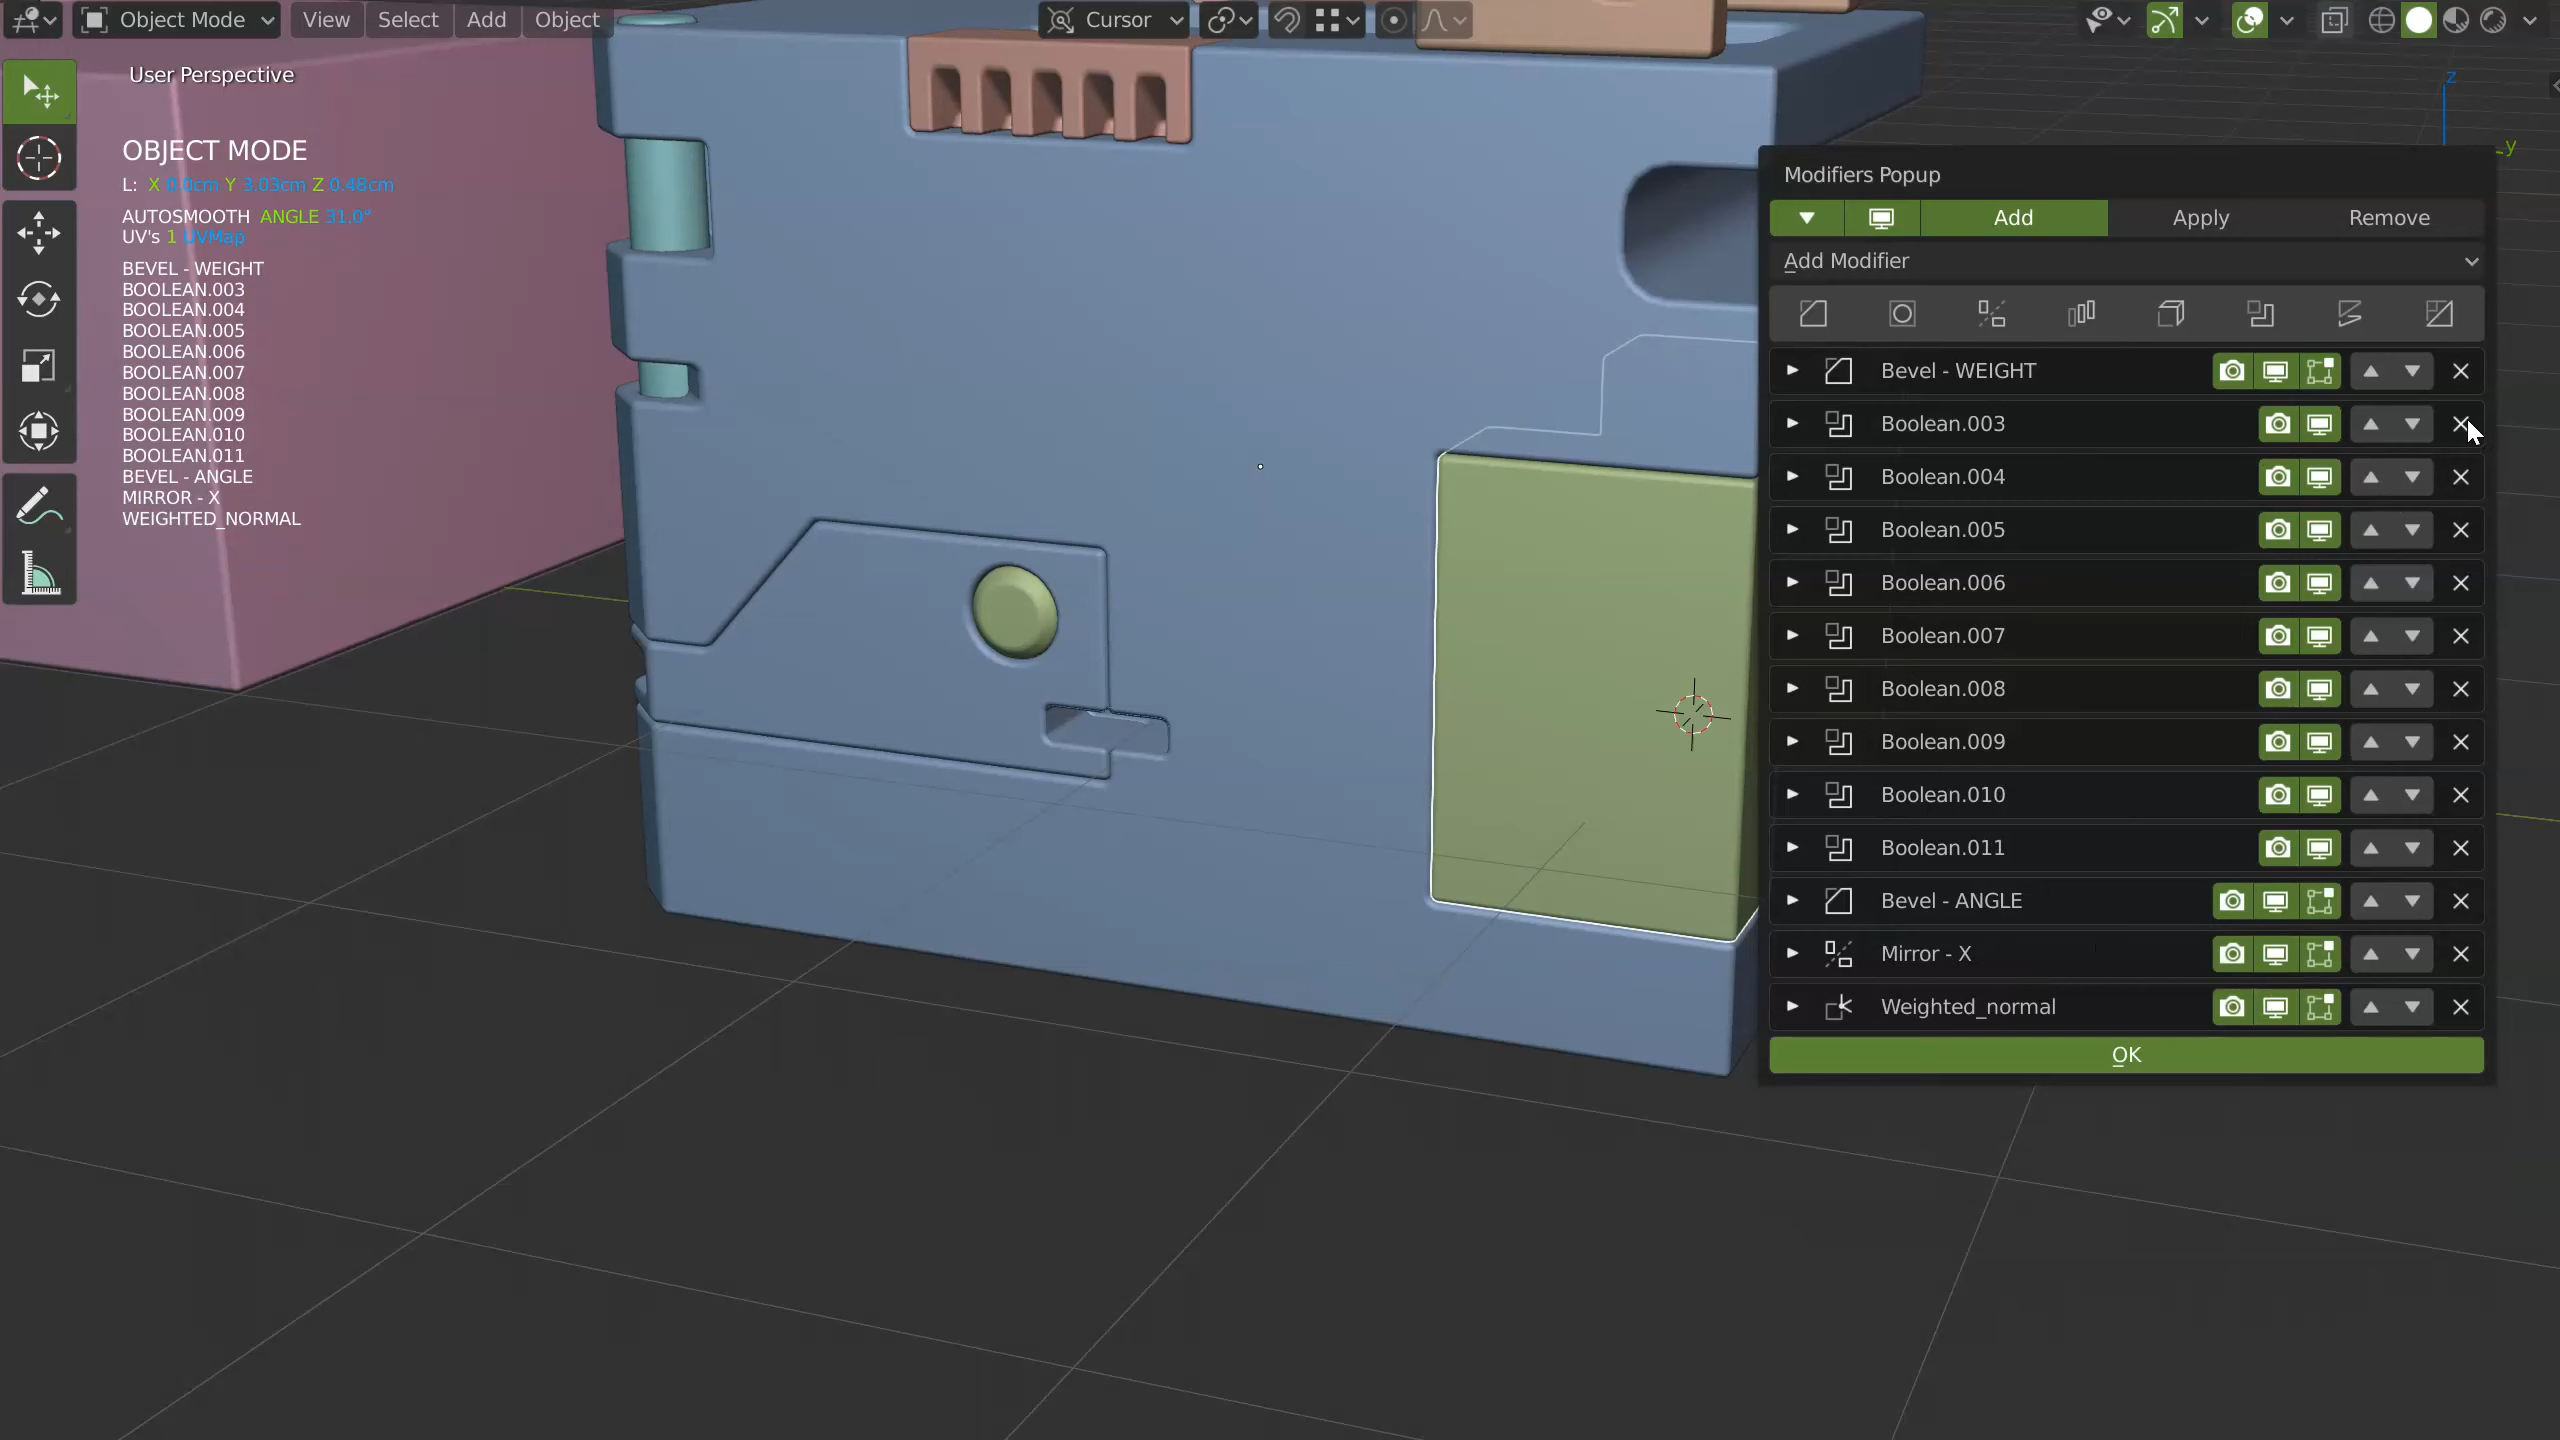 Object Mode View Select Add Object Cursor
User Perspective
z
y
OBJECT MODE
L: X 0.0cm Y 3.03cm Z 0.48cm
AUTOSMOOTH ANGLE 31.0°
UV's 1 UVMap
BEVEL - WEIGHT
BOOLEAN.003
BOOLEAN.004
BOOLEAN.005
BOOLEAN.006
BOOLEAN.007
BOOLEAN.008
BOOLEAN.009
BOOLEAN.010
BOOLEAN.011
BEVEL - ANGLE
MIRROR - X
WEIGHTED_NORMAL
Modifiers Popup
Add Apply Remove
Add Modifier
Bevel - WEIGHT
Boolean.003
Boolean.004
Boolean.005
Boolean.006
Boolean.007
Boolean.008
Boolean.009
Boolean.010
Boolean.011
Bevel - ANGLE
Mirror - X
Weighted_normal
OK